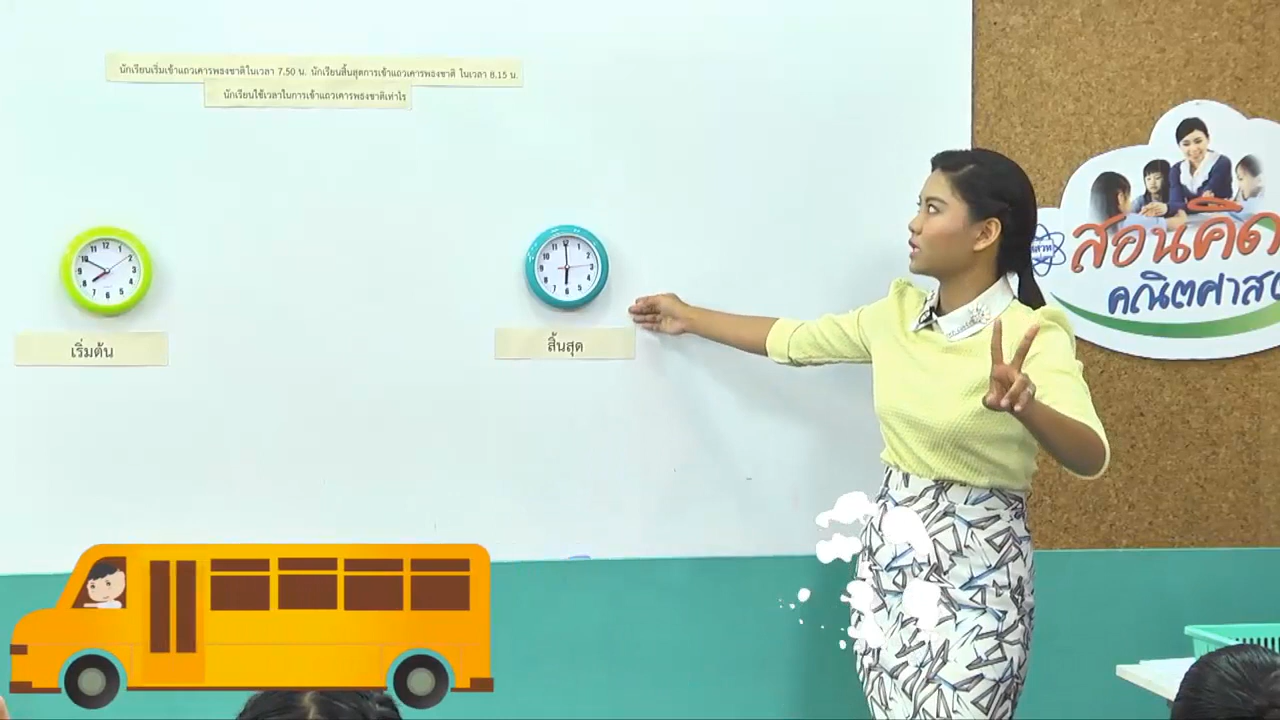 นักเรียนเริ่มเข้าแถวเคารพธงชาติในเวลา 7.50 น. นักเรียนสิ้นสุดการเข้าแถวเคารพธงชาติ ในเวลา 8.15 น.
นักเรียนใช้เวลาในการเข้าแถวเคารพธงชาติเท่าไร
เริ่มต้น
สิ้นสุด
สอนคิด
คณิตศาส